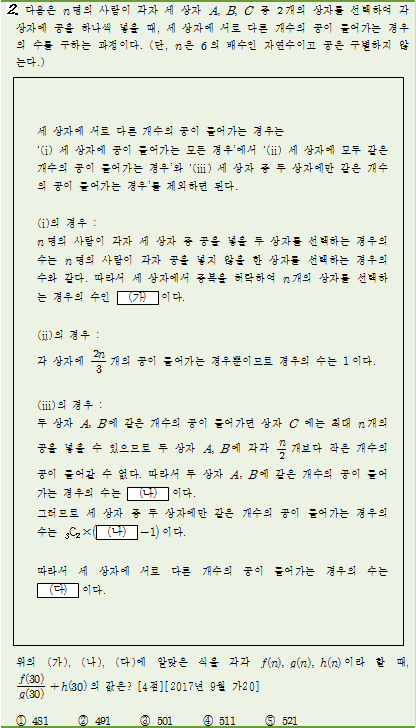 2. 다음은 n명의 사람이 각자 세 상자 A, B, C 중 2개의 상자를 선택하여 각
상자에 공을 하나씩 넣을 때, 세 상자에 서로 다른 개수의 공이 들어가는 경우
의 수를 구하는 과정이다. (단, n은 6의 배수인 자연수이고 공은 구별하지 않
는다.)
세 상자에 서로 다른 개수의 공이 들어가는 경우는
'(i) 세 상자에 공이 들어가는 모든 경우'에서 '(ii) 세 상자에 모두 같은
개수의 공이 들어가는 경우'와 '(iii) 세 상자 중 두 상자에만 같은 개수
의 공이 들어가는 경우'를 제외하면 된다.
(i)의 경우 :
n명의 사람이 각자 세 상자 중 공을 넣을 두 상자를 선택하는 경우의
수는 n명의 사람이 각자 공을 넣지 않을 한 상자를 선택하는 경우의
수와 같다. 따라서 세 상자에서 중복을 허락하여 n개의 상자를 선택하
는 경우의 수인 (가) 이다.
(ii)의 경우 :
각 상자에 2n/3 개의 공이 들어가는 경우뿐이므로 경우의 수는 1이다.
(iii)의 경우 :
두 상자 A, B에 같은 개수의 공이 들어가면 상자 C에는 최대 n개의
공을 넣을 수 있으므로 두 상자 A, B에 각각 n/2 개보다 작은 개수의
공이 들어갈 수 없다. 따라서 두 상자 A, B에 같은 개수의 공이 들어
가는 경우의 수는 (나) 이다.
그러므로 세 상자 중 두 상자에만 같은 개수의 공이 들어가는 경우의
수는 ₃C₂×( (나) −1)이다.
따라서 세 상자에 서로 다른 개수의 공이 들어가는 경우의 수는
(다) 이다.
위의 (가), (나), (다)에 알맞은 식을 각각 f(n), g(n), h(n)이라 할 때,
f(30)/g(30) + h(30)의 값은? [4점][2017년 9월 가20]
① 481 ② 491 ③ 501 ④ 511 ⑤ 521